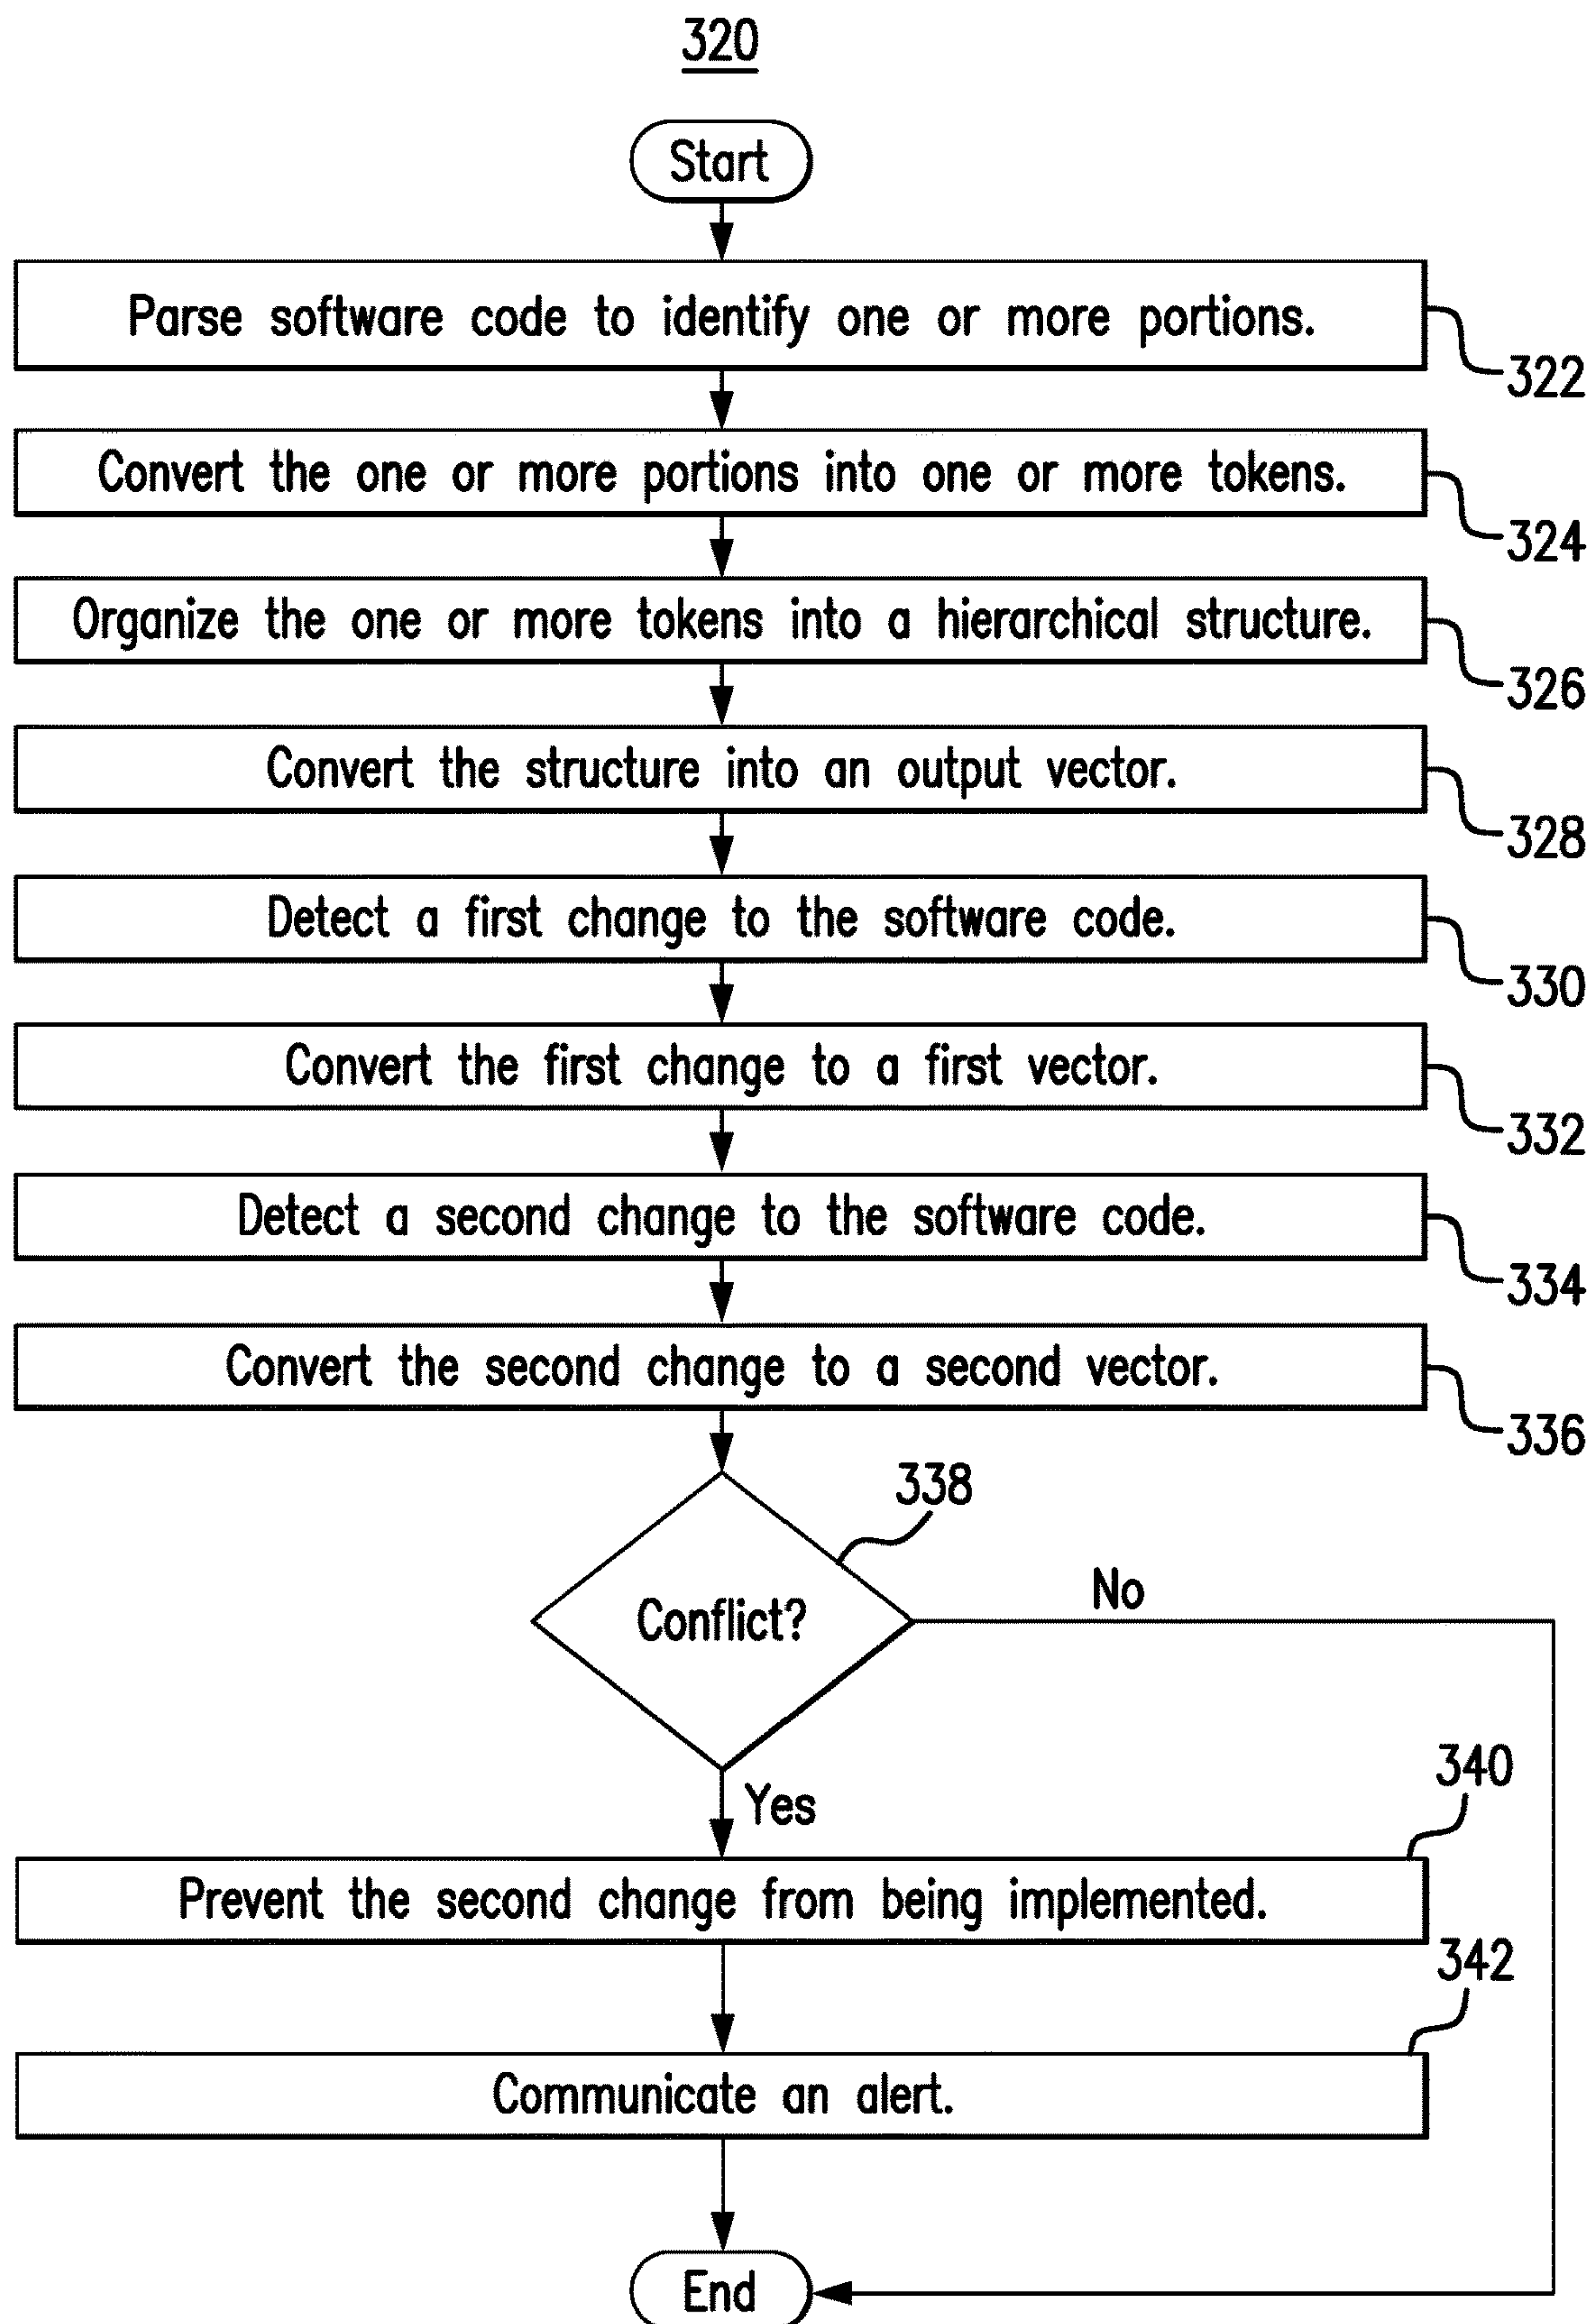 320
Start
Parse software code to identify one or more portions.
322
Convert the one or more portions into one or more tokens.
324
Organize the one or more tokens into a hierarchical structure.
326
Convert the structure into an output vector.
328
Detect a first change to the software code.
330
Convert the first change to a first vector.
332
Detect a second change to the software code.
334
Convert the second change to a second vector.
336
338
Conflict?
No
Yes
340
Prevent the second change from being implemented.
342
Communicate an alert.
End